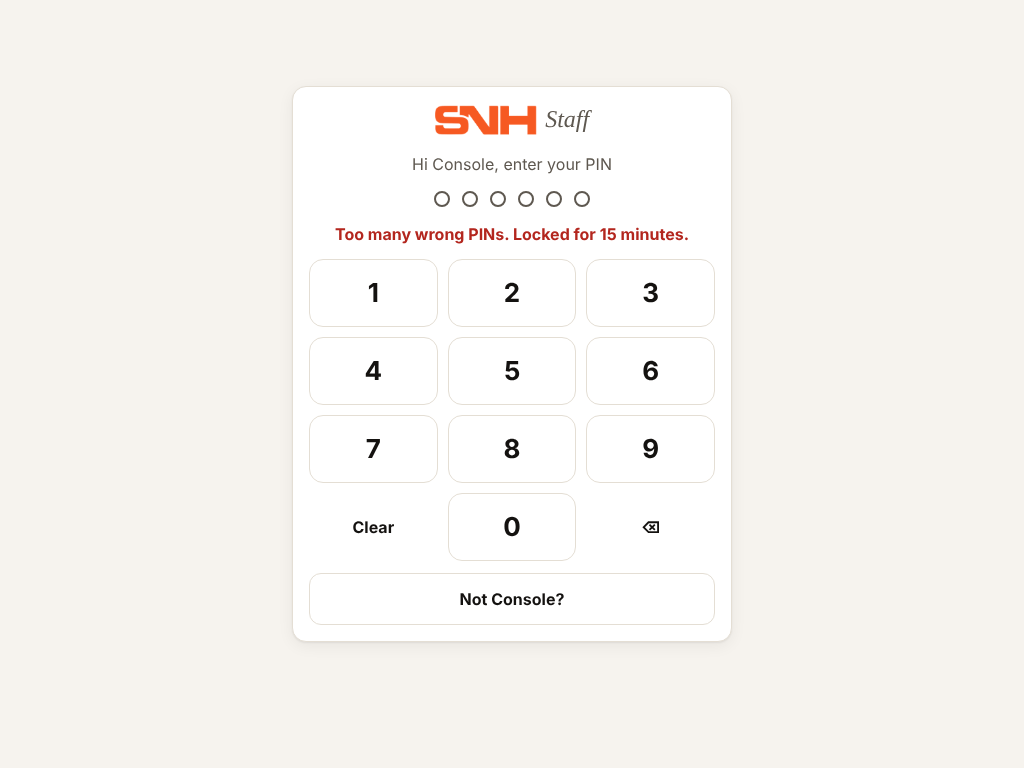 SNH Staff
Hi Console, enter your PIN
Too many wrong PINs. Locked for 15 minutes.
1 2 3
4 5 6
7 8 9
Clear 0
Not Console?